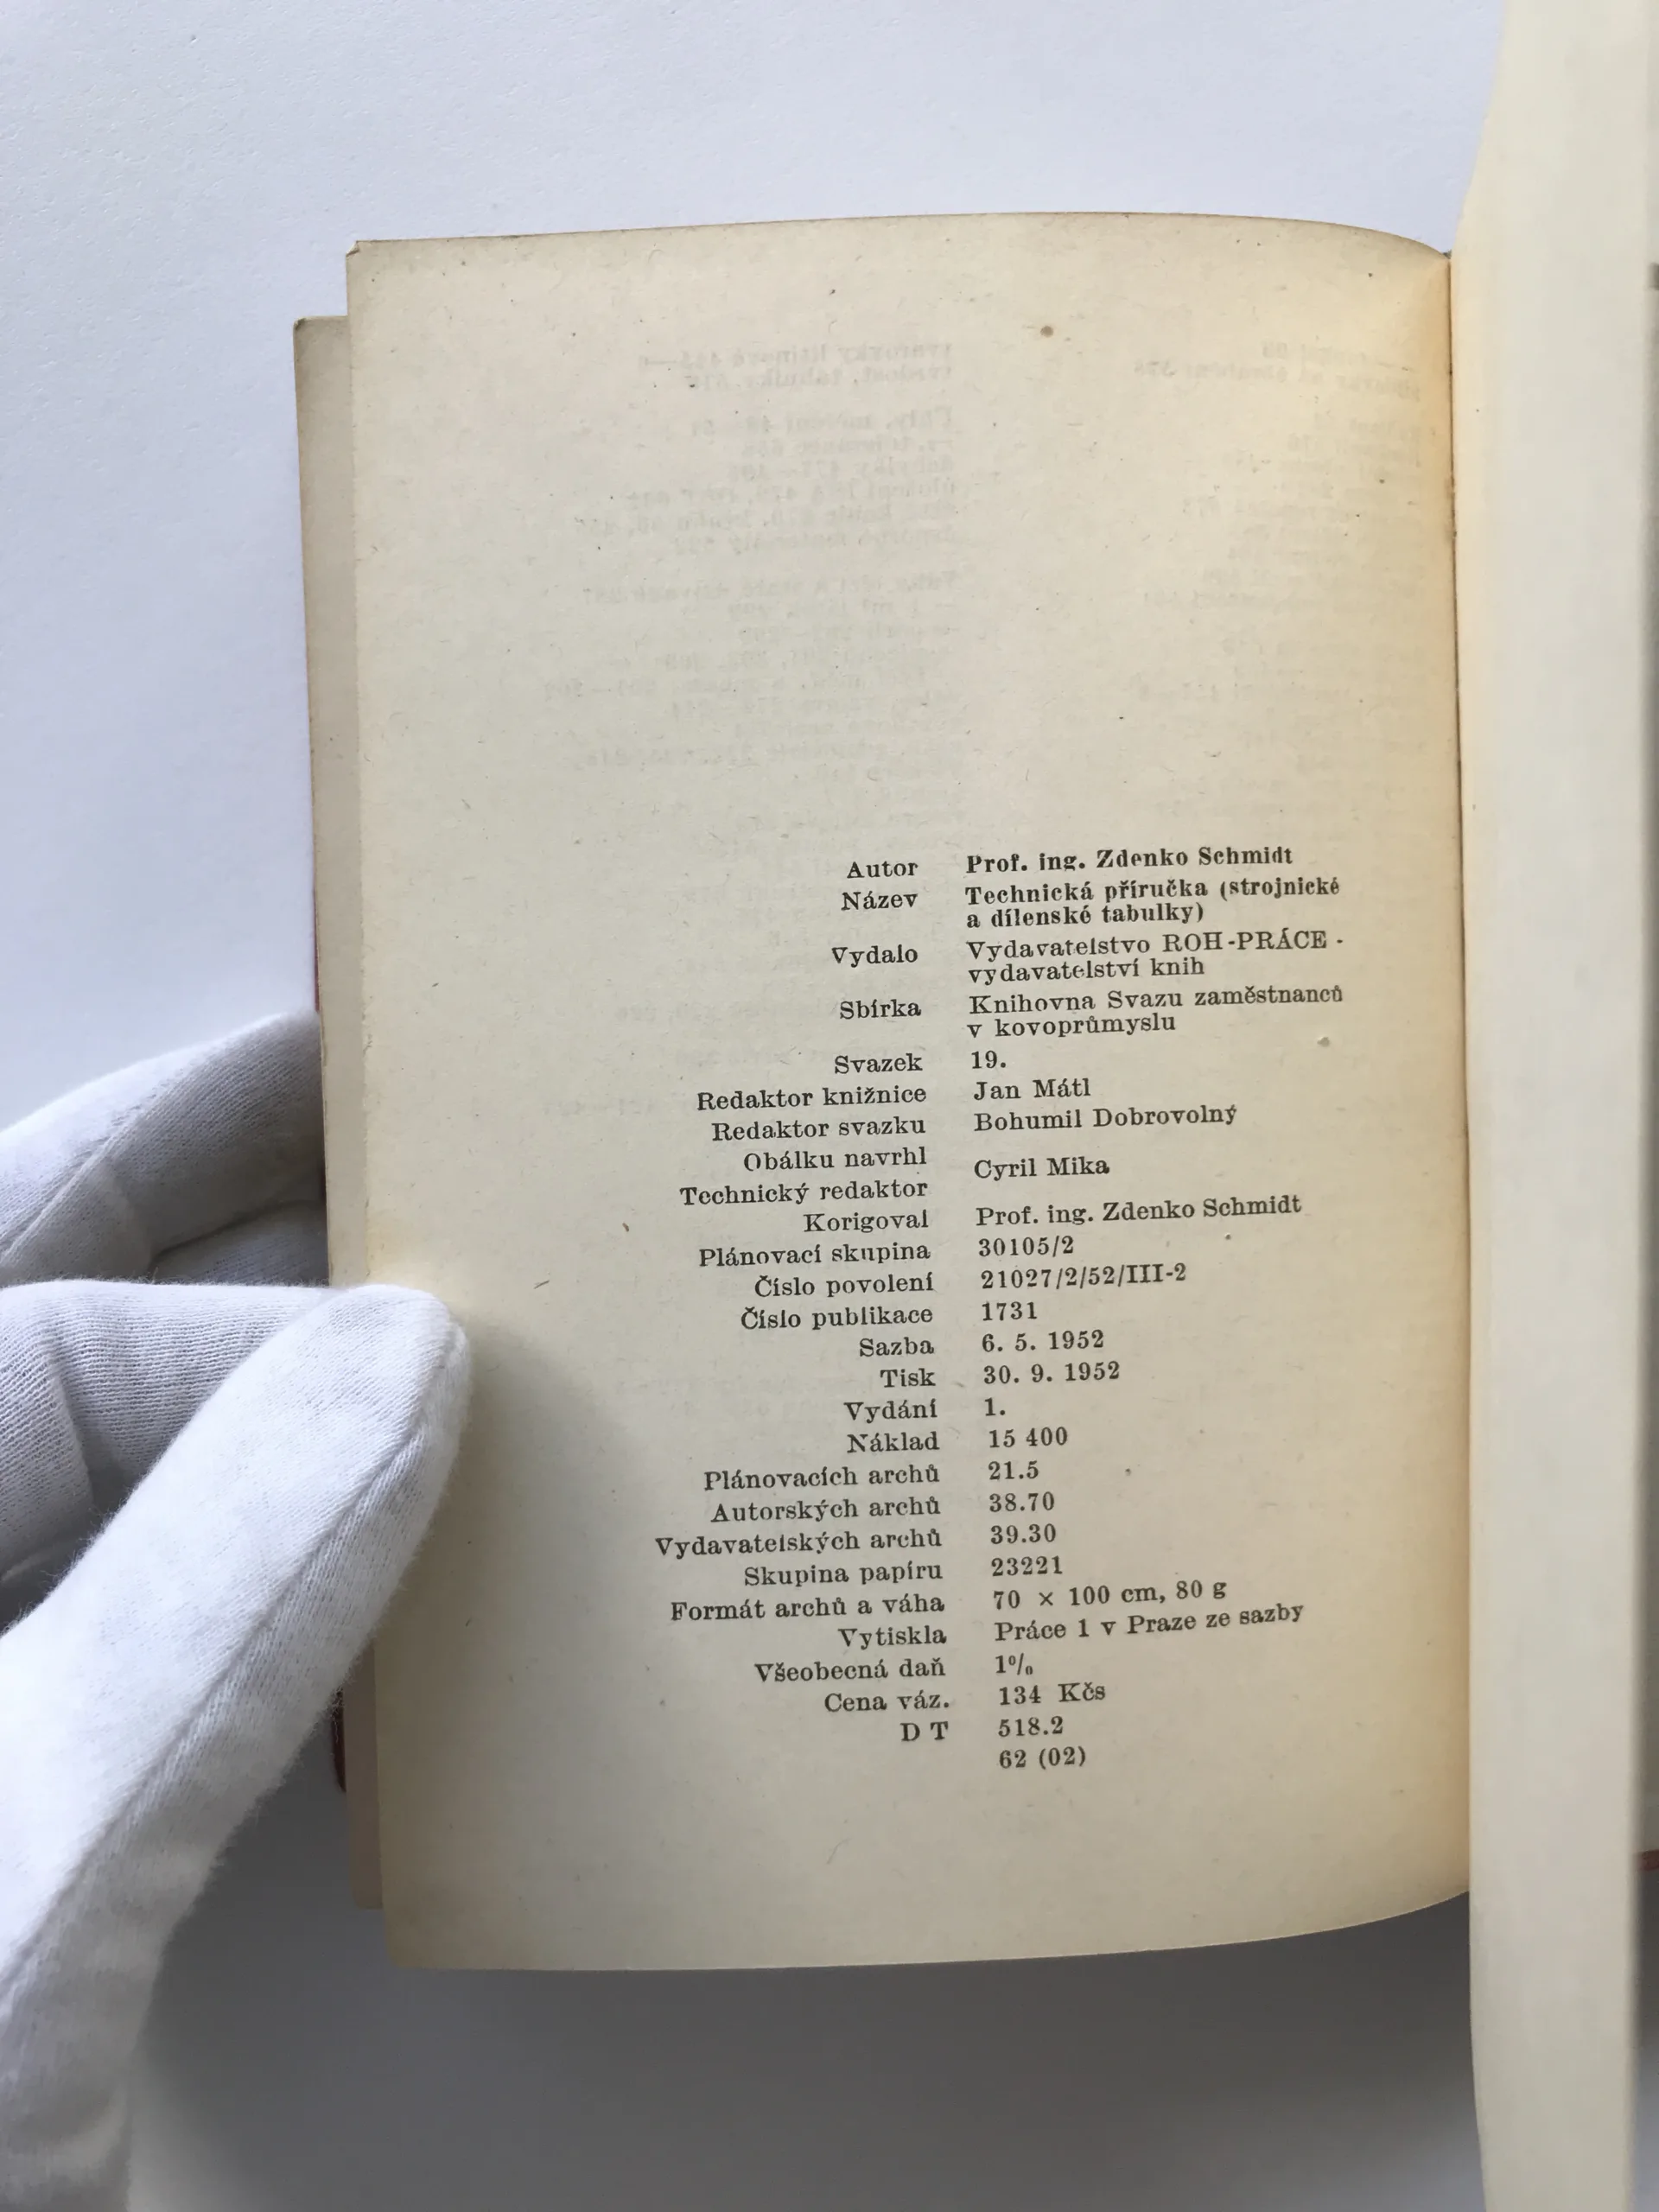 Autor Prof. ing. Zdenko Schmidt
Název Technická příručka (strojnické
a dílenské tabulky)
Vydalo Vydavatelstvo ROH-PRÁCE -
vydavatelství knih
Sbírka Knihovna Svazu zaměstnanců
v kovoprůmyslu
Svazek 19.
Redaktor knižnice Jan Mátl
Redaktor svazku Bohumil Dobrovolný
Obálku navrhl
Technický redaktor Cyril Mika
Korigoval Prof. ing. Zdenko Schmidt
Plánovací skupina 30105/2
Číslo povolení 21027/2/52/III-2
Číslo publikace 1731
Sazba 6. 5. 1952
Tisk 30. 9. 1952
Vydání 1.
Náklad 15 400
Plánovacích archů 21.5
Autorských archů 38.70
Vydavatelských archů 39.30
Skupina papíru 23221
Formát archů a váha 70 × 100 cm, 80 g
Vytiskla Práce 1 v Praze ze sazby
Všeobecná daň 1%
Cena váz. 134 Kčs
D T 518.2
62 (02)